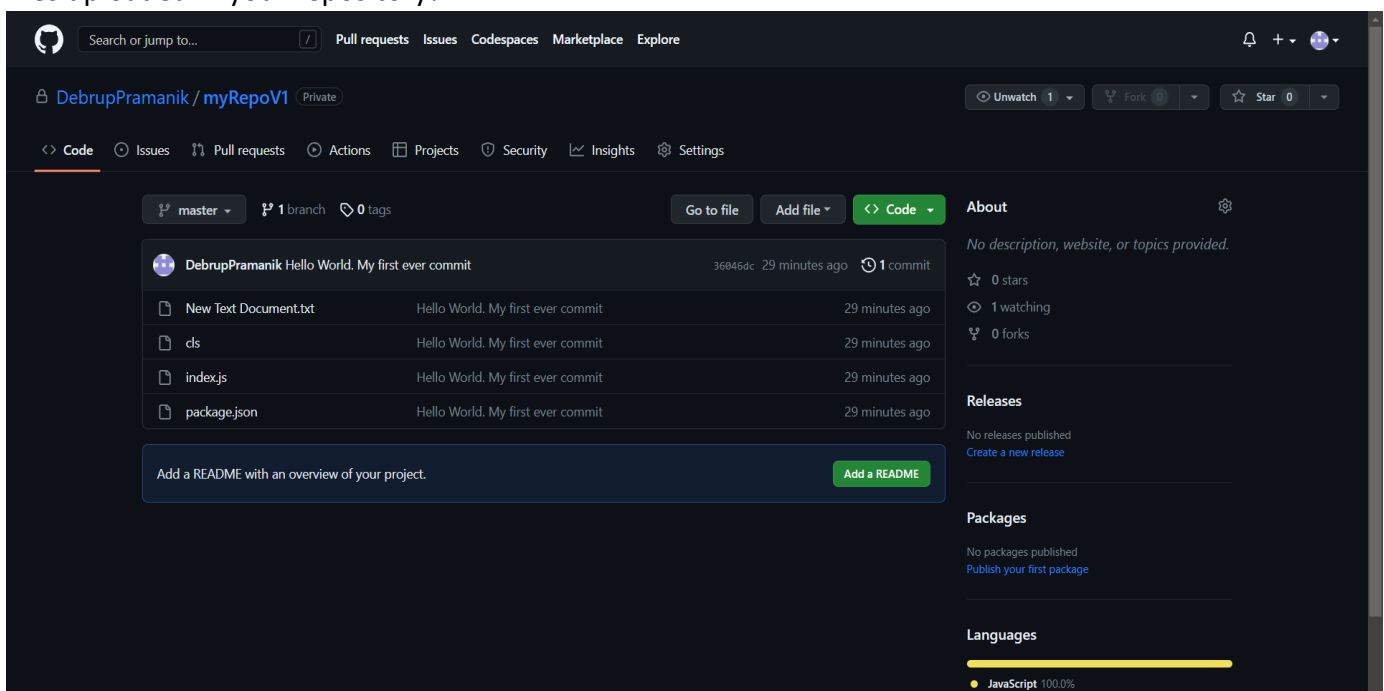 Search or jump to... / Pull requests Issues Codespaces Marketplace Explore
DebrupPramanik / myRepoV1 Private
Unwatch 1 Fork 0 Star 0
<> Code Issues Pull requests Actions Projects Security Insights Settings
master 1 branch 0 tags
Go to file Add file <> Code
DebrupPramanik Hello World. My first ever commit 36046dc 29 minutes ago 1 commit
New Text Document.txt Hello World. My first ever commit 29 minutes ago
cls Hello World. My first ever commit 29 minutes ago
index.js Hello World. My first ever commit 29 minutes ago
package.json Hello World. My first ever commit 29 minutes ago
Add a README with an overview of your project. Add a README
About
No description, website, or topics provided.
0 stars
1 watching
0 forks
Releases
No releases published
Create a new release
Packages
No packages published
Publish your first package
Languages
JavaScript 100.0%